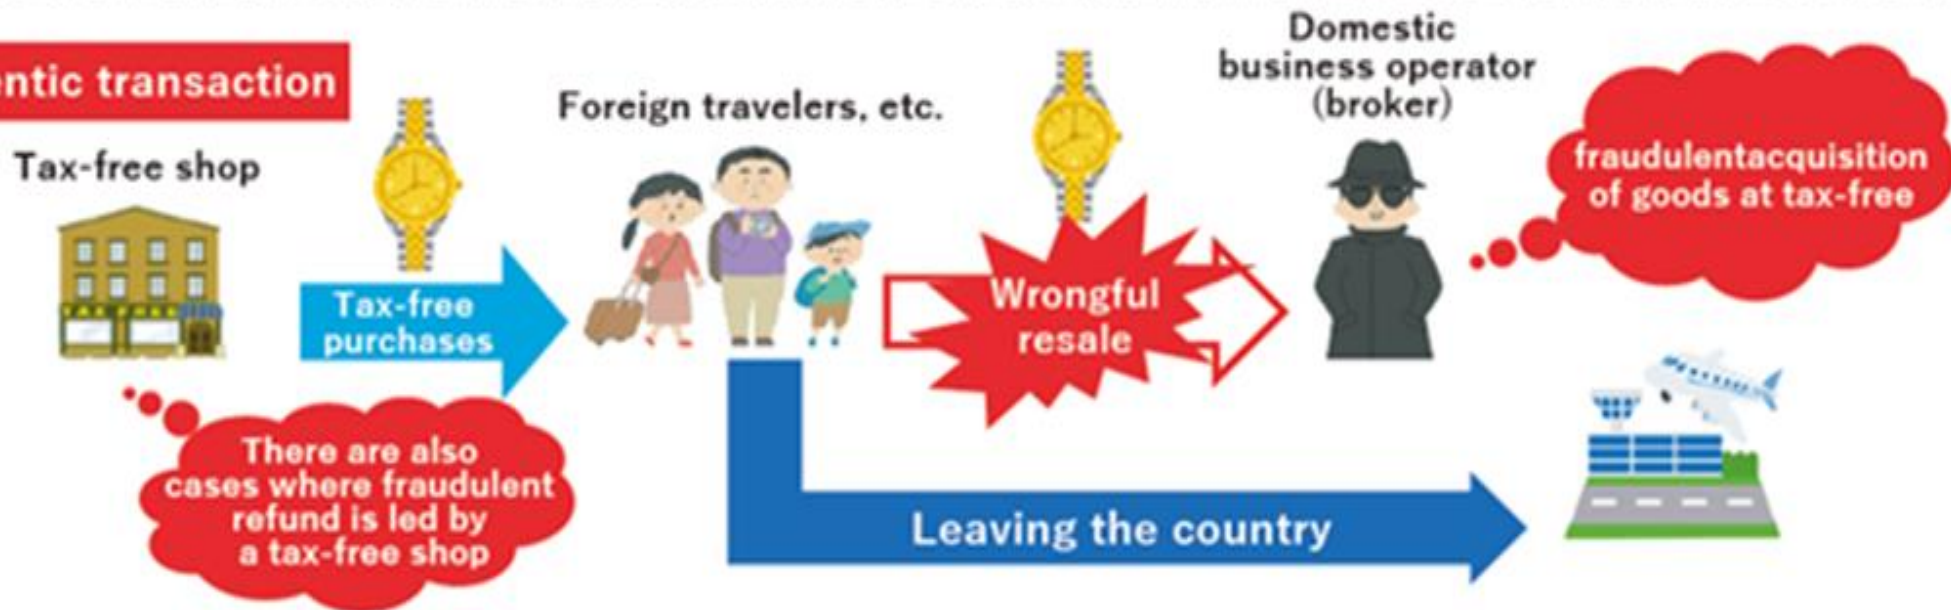 entic transaction
Tax-free shop
Tax-free
purchases
There are also
cases where fraudulent
refund is led by
a tax-free shop
Foreign travelers, etc.
Wrongful
resale
Domestic
business operator
(broker)
fraudulentacquisition
of goods at tax-free
Leaving the country